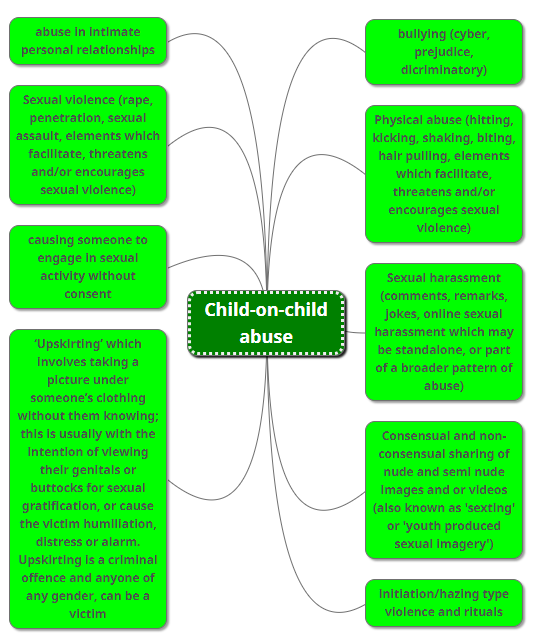 abuse in intimate
personal relationships
Sexual violence (rape,
penetration, sexual
assault, elements which
facilitate, threatens
and/or encourages
sexual violence)
causing someone to
engage in sexual
activity without
consent
'Upskirting' which
involves taking a
picture under
someone's clothing
without them knowing;
this is usually with the
intention of viewing
their genitals or
buttocks for sexual
gratification, or cause
the victim humiliation,
distress or alarm.
Upskirting is a criminal
offence and anyone of
any gender, can be a
victim
Child-on-child
abuse
bullying (cyber,
prejudice,
dicriminatory)
Physical abuse (hitting,
kicking, shaking, biting,
hair pulling, elements
which facilitate,
threatens and/or
encourages sexual
violence)
Sexual harassment
(comments, remarks,
jokes, online sexual
harassment which may
be standalone, or part
of a broader pattern of
abuse)
Consensual and non-
consensual sharing of
nude and semi nude
images and or videos
(also known as 'sexting'
or 'youth produced
sexual imagery')
Initiation/hazing type
violence and rituals